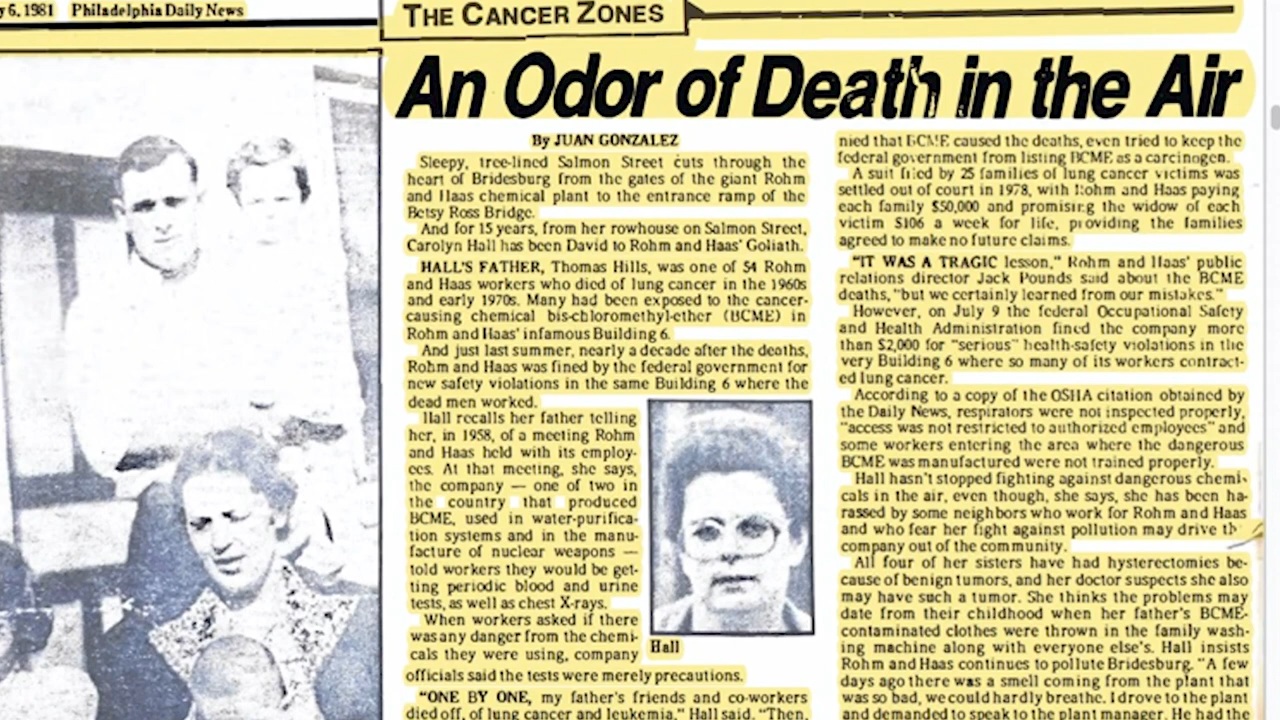 y 6, 1981 Philadelphia Daily News
THE CANCER ZONES
An Odor of Death in the Air
By JUAN GONZALEZ
Sleepy, tree-lined Salmon Street cuts through the
heart of Bridesburg from the gates of the giant Rohm
and Haas chemical plant to the entrance ramp of the
Betsy Ross Bridge.
And for 15 years, from her rowhouse on Salmon Street,
Carolyn Hall has been David to Rohm and Haas' Goliath.
HALL'S FATHER, Thomas Hills, was one of 54 Rohm
and Haas workers who died of lung cancer in the 1960s
and early 1970s. Many had been exposed to the cancer-
causing chemical bis-chloromethyl-ether (BCME) in
Rohm and Haas' infamous Building 6.
And just last summer, nearly a decade after the deaths,
Rohm and Haas was fined by the federal government for
new safety violations in the same Building 6 where the
dead men worked.
Hall recalls her father telling
her, in 1958, of a meeting Rohm
and Haas held with its employ-
ees. At that meeting, she says,
the company — one of two in
the country that produced
BCME, used in water-purifica-
tion systems and in the manu-
facture of nuclear weapons —
told workers they would be get-
ting periodic blood and urine
tests, as well as chest X-rays.
When workers asked if there
was any danger from the chemi-
cals they were using, company
officials said the tests were merely precautions.
"ONE BY ONE, my father's friends and co-workers
died off, of lung cancer and leukemia," Hall said. "Then,
Hall
nied that BCME caused the deaths, even tried to keep the
federal government from listing BCME as a carcinogen.
A suit filed by 25 families of lung cancer victims was
settled out of court in 1978, with Rohm and Haas paying
each family $50,000 and promising the widow of each
victim $106 a week for life, providing the families
agreed to make no future claims.
"IT WAS A TRAGIC lesson," Rohm and Haas' public
relations director Jack Pounds said about the BCME
deaths, "but we certainly learned from our mistakes."
However, on July 9 the federal Occupational Safety
and Health Administration fined the company more
than $2,000 for "serious" health-safety violations in the
very Building 6 where so many of its workers contract-
ed lung cancer.
According to a copy of the OSHA citation obtained by
the Daily News, respirators were not inspected properly,
"access was not restricted to authorized employees" and
some workers entering the area where the dangerous
BCME was manufactured were not trained properly.
Hall hasn't stopped fighting against dangerous chemi-
cals in the air, even though, she says, she has been ha-
rassed by some neighbors who work for Rohm and Haas
and who fear her fight against pollution may drive th
company out of the community.
All four of her sisters have had hysterectomies be-
cause of benign tumors, and her doctor suspects she also
may have such a tumor. She thinks the problems may
date from their childhood when her father's BCME-
contaminated clothes were thrown in the family wash-
ing machine along with everyone else's. Hall insists
Rohm and Haas continues to pollute Bridesburg. "A few
days ago there was a smell coming from the plant that
was so bad, we could hardly breathe. I drove to the plant
and demanded to speak to the plant manager. He had the